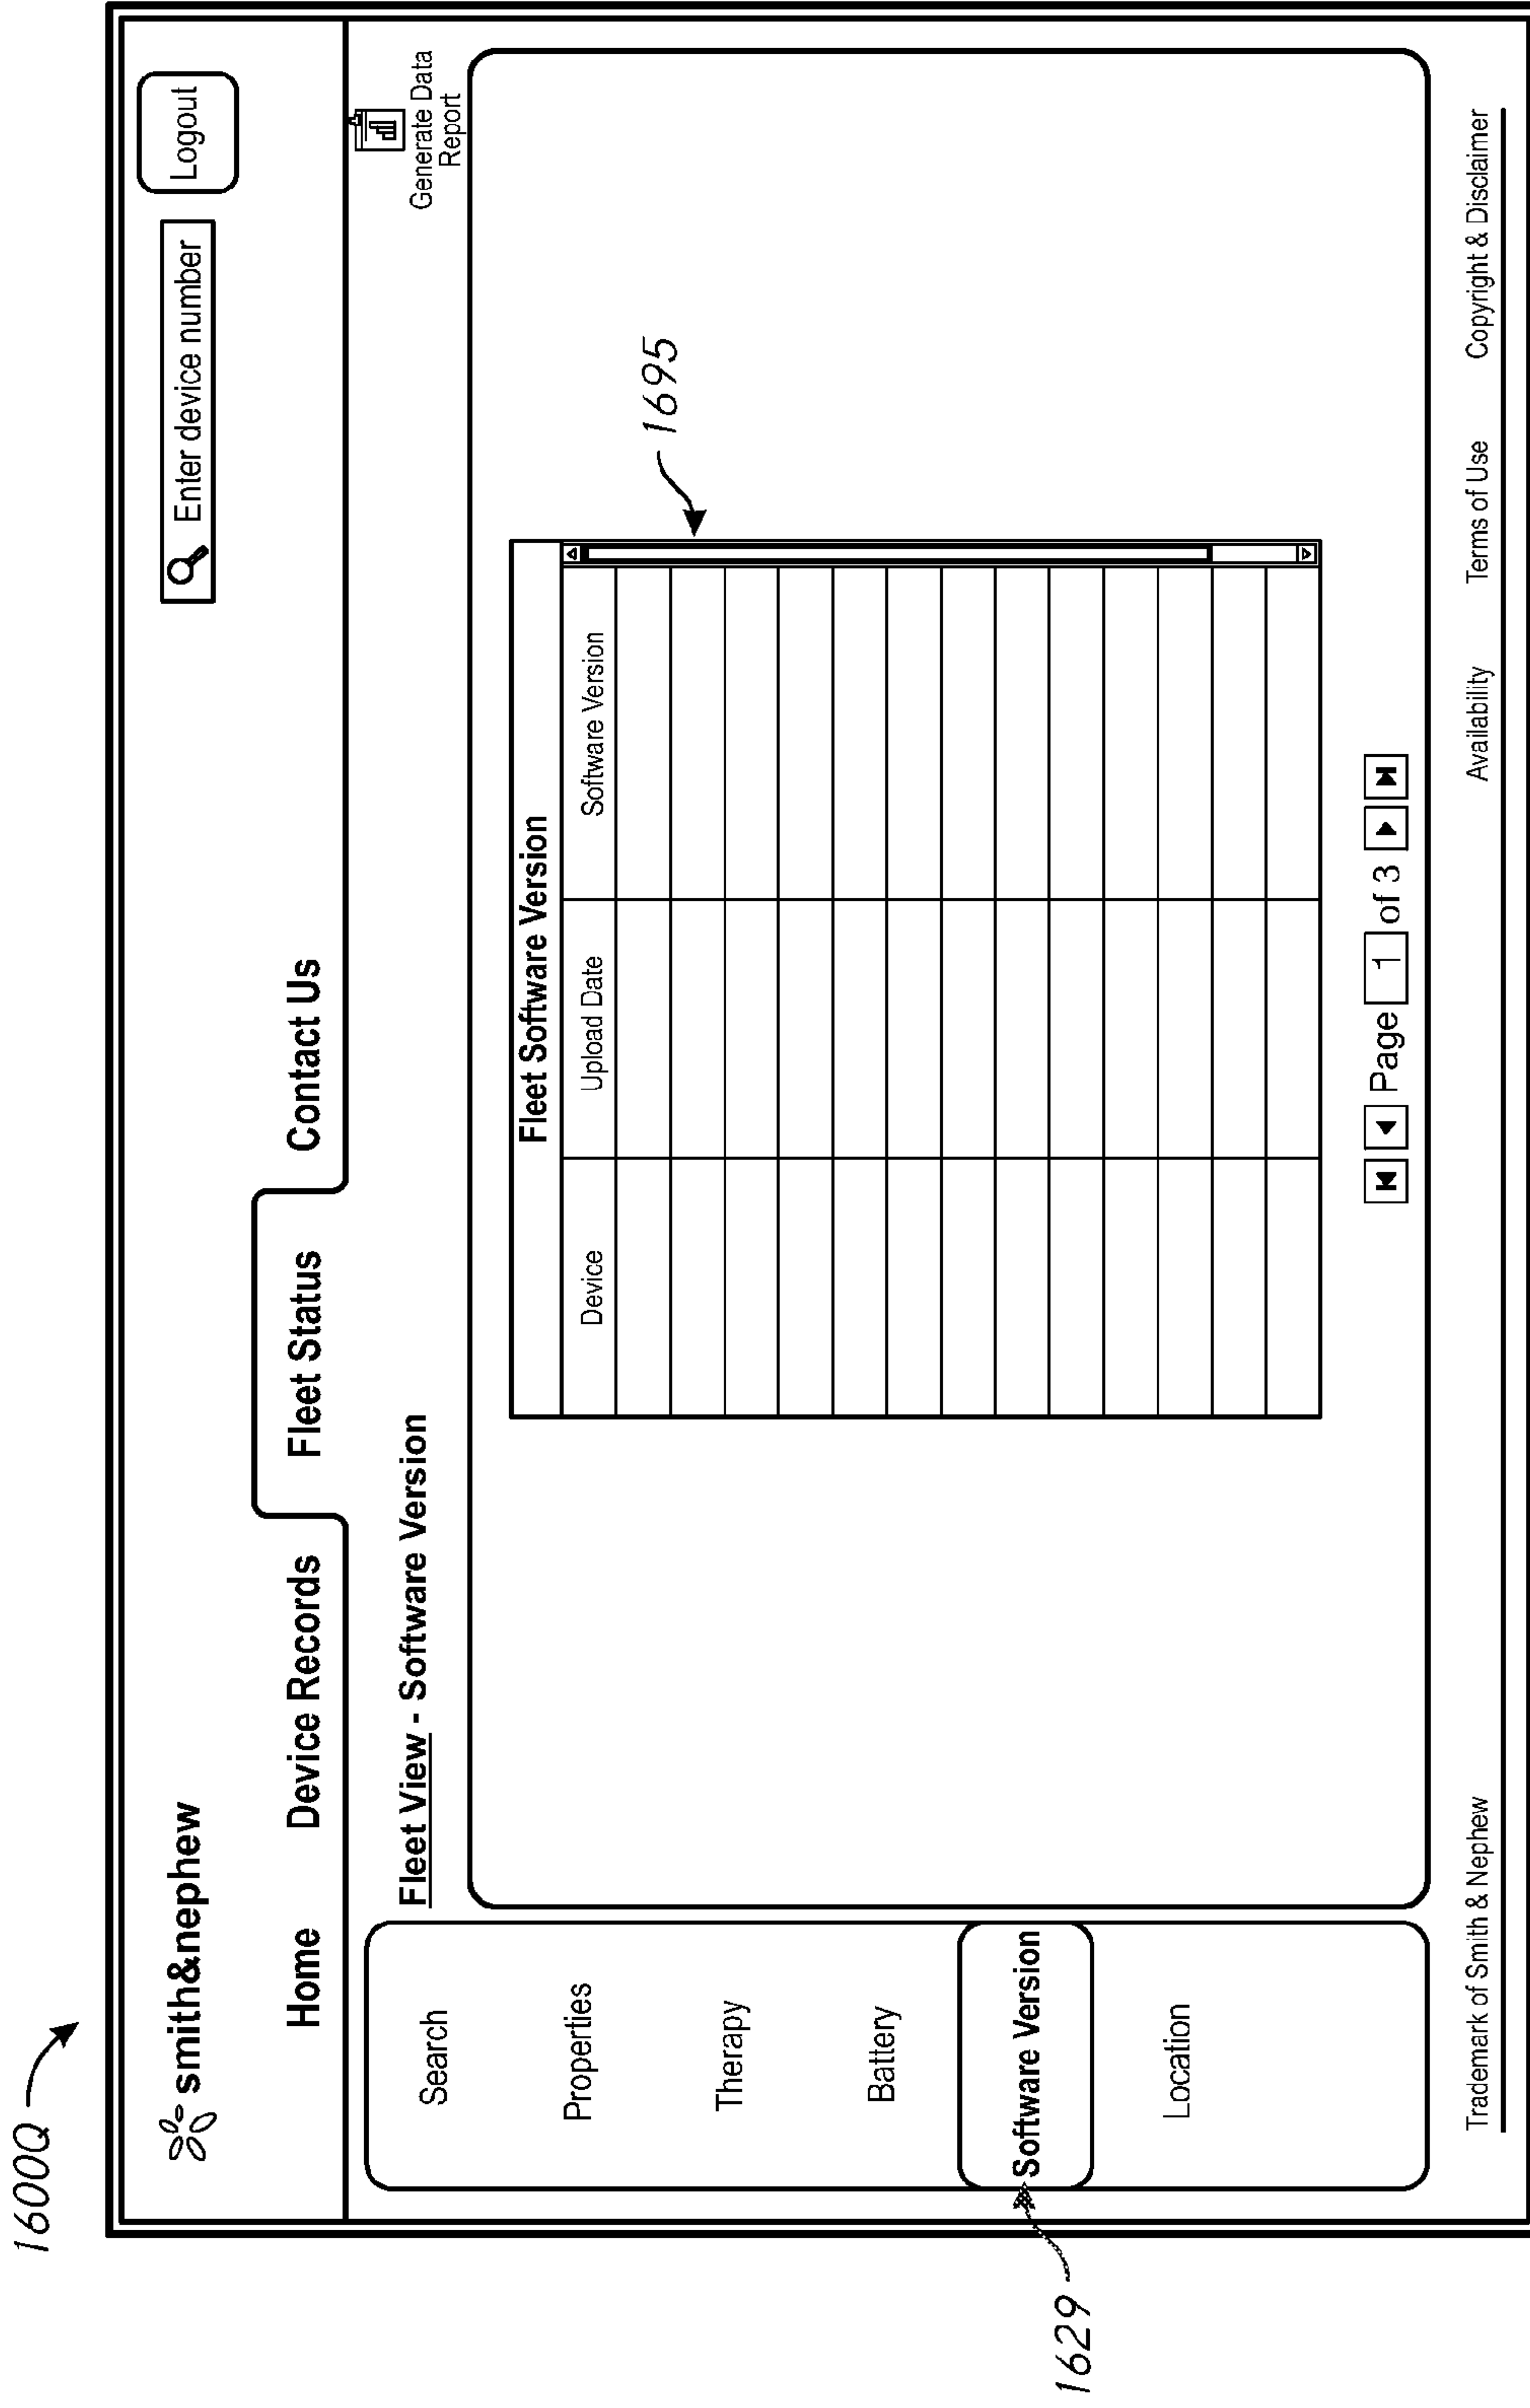 1600Q
smith&nephew
Enter device number
Logout
Home Device Records Fleet Status Contact Us
Search
Properties
Therapy
Battery
Software Version
Location
1629
Fleet View - Software Version
Generate Data
Report
Fleet Software Version
Device Upload Date Software Version
1695
Page 1 of 3
Trademark of Smith & Nephew Availability Terms of Use Copyright & Disclaimer